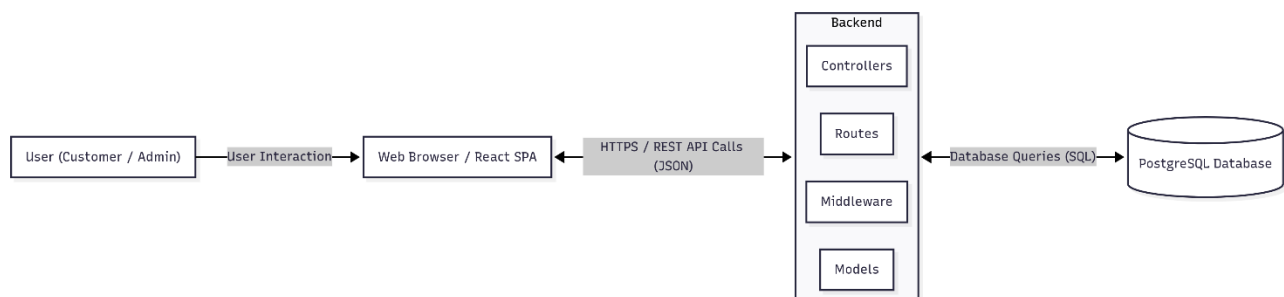 User (Customer / Admin)
User Interaction
Web Browser / React SPA
HTTPS / REST API Calls
(JSON)
Backend
Controllers
Routes
Middleware
Models
Database Queries (SQL)
PostgreSQL Database